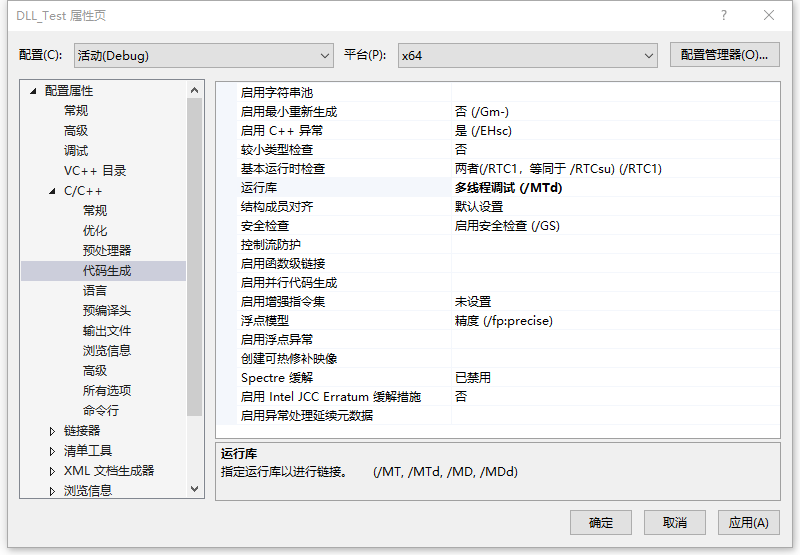 DLL_Test 属性页
配置(C): 活动(Debug) 平台(P): x64 配置管理器(O)...
配置属性
常规
高级
调试
VC++ 目录
C/C++
常规
优化
预处理器
代码生成
语言
预编译头
输出文件
浏览信息
高级
所有选项
命令行
链接器
清单工具
XML 文档生成器
浏览信息
启用字符串池
启用最小重新生成 否 (/Gm-)
启用 C++ 异常 是 (/EHsc)
较小类型检查 否
基本运行时检查 两者(/RTC1，等同于 /RTCsu) (/RTC1)
运行库 多线程调试 (/MTd)
结构成员对齐 默认设置
安全检查 启用安全检查 (/GS)
控制流防护
启用函数级链接
启用并行代码生成
启用增强指令集 未设置
浮点模型 精度 (/fp:precise)
启用浮点异常
创建可热修补映像
Spectre 缓解 已禁用
启用 Intel JCC Erratum 缓解措施 否
启用异常处理延续元数据
运行库
指定运行库以进行链接。 (/MT, /MTd, /MD, /MDd)
确定 取消 应用(A)